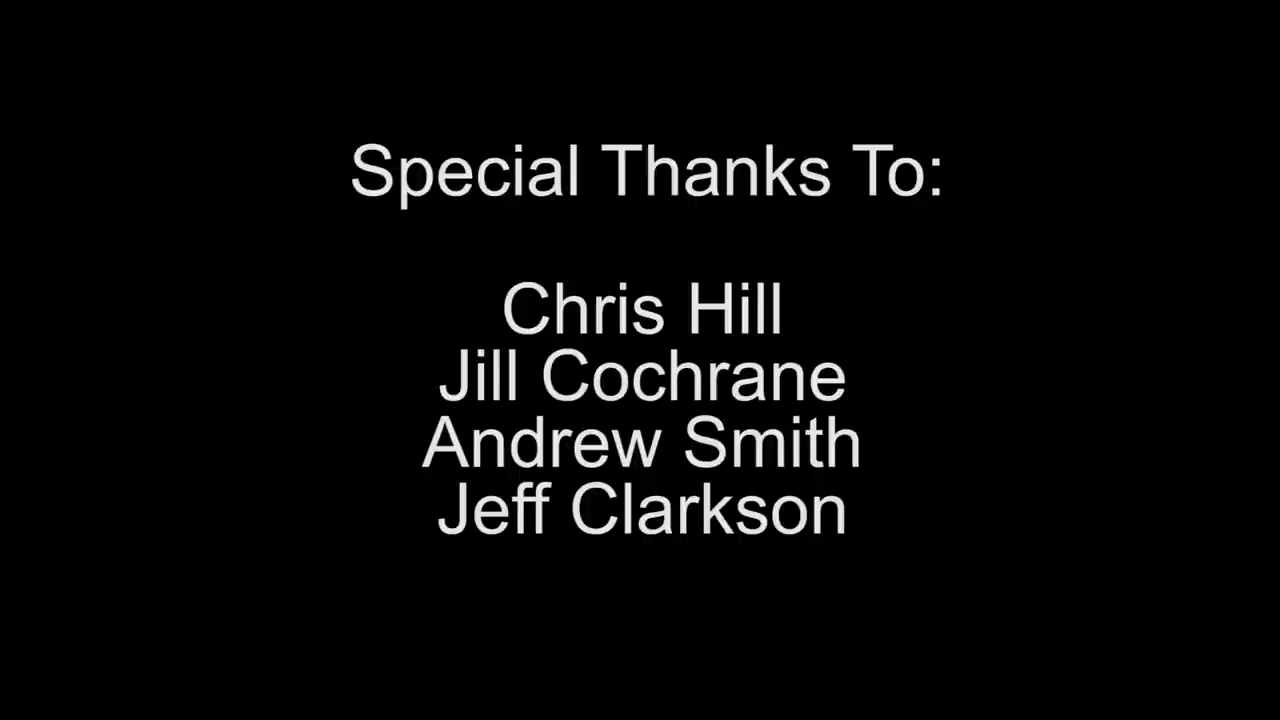 Special Thanks To:
Chris Hill
Jill Cochrane
Andrew Smith
Jeff Clarkson